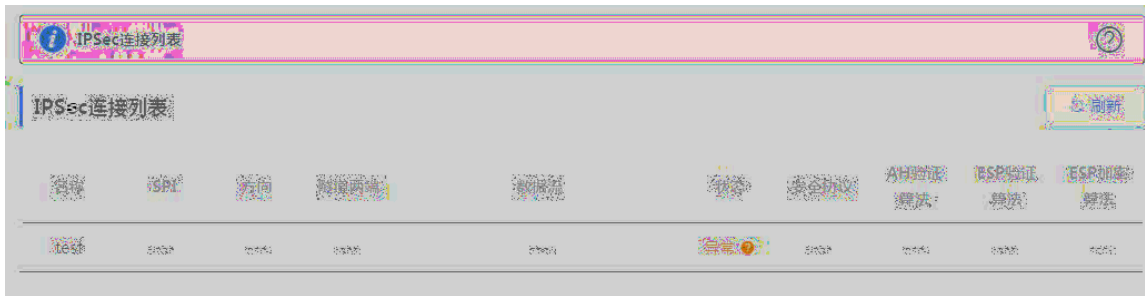 IPSec连接列表
IPSec连接列表
刷新
名称 SPI 方向 隧道两端 数据流 状态 安全协议 AH验证算法 ESP验证算法 ESP加密算法
test ---- ---- ---- ---- 异常 ---- ---- ---- ----